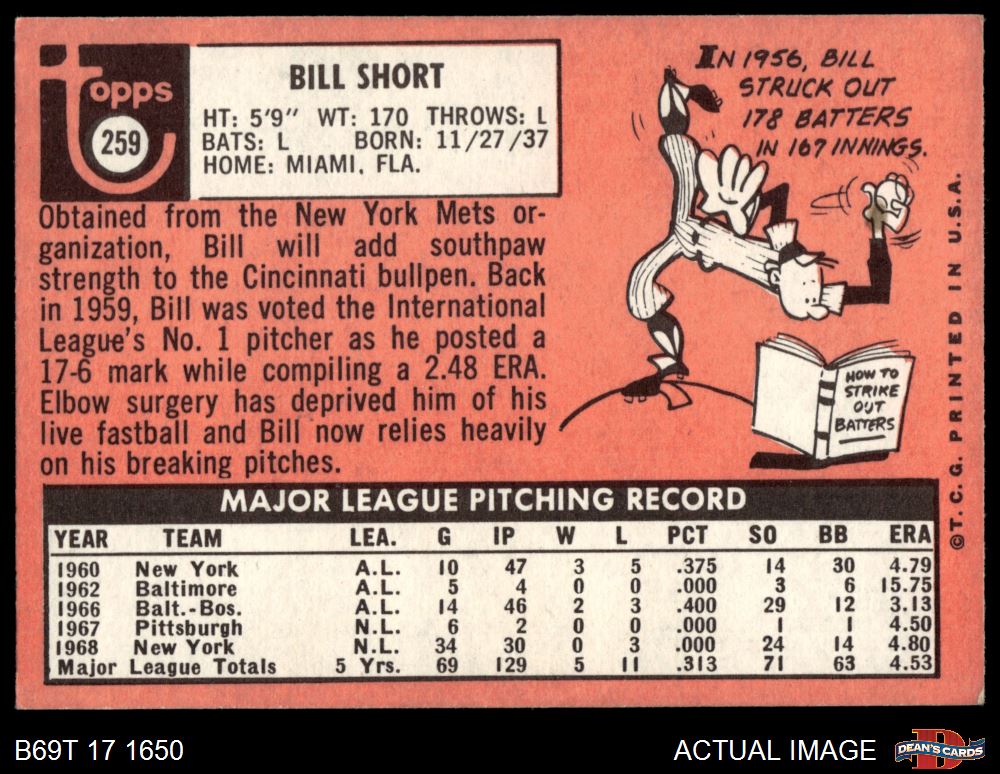 Topps
259
BILL SHORT
HT: 5'9" WT: 170 THROWS: L
BATS: L BORN: 11/27/37
HOME: MIAMI, FLA.
Obtained from the New York Mets or-
ganization, Bill will add southpaw
strength to the Cincinnati bullpen. Back
in 1959, Bill was voted the International
League's No. 1 pitcher as he posted a
17-6 mark while compiling a 2.48 ERA.
Elbow surgery has deprived him of his
live fastball and Bill now relies heavily
on his breaking pitches.
IN 1956, BILL
STRUCK OUT
178 BATTERS
IN 167 INNINGS.
HOW TO
STRIKE
OUT
BATTERS
©T. C. G. PRINTED IN U.S.A.
MAJOR LEAGUE PITCHING RECORD
YEAR TEAM LEA. G IP W L PCT SO BB ERA
1960 New York A.L. 10 47 3 5 .375 14 30 4.79
1962 Baltimore A.L. 5 4 0 0 .000 3 6 15.75
1966 Balt.-Bos. A.L. 14 46 2 3 .400 29 12 3.13
1967 Pittsburgh N.L. 6 2 0 0 .000 1 1 4.50
1968 New York N.L. 34 30 0 3 .000 24 14 4.80
Major League Totals 5 Yrs. 69 129 5 11 .313 71 63 4.53
B69T 17 1650
ACTUAL IMAGE
DEAN'S CARDS